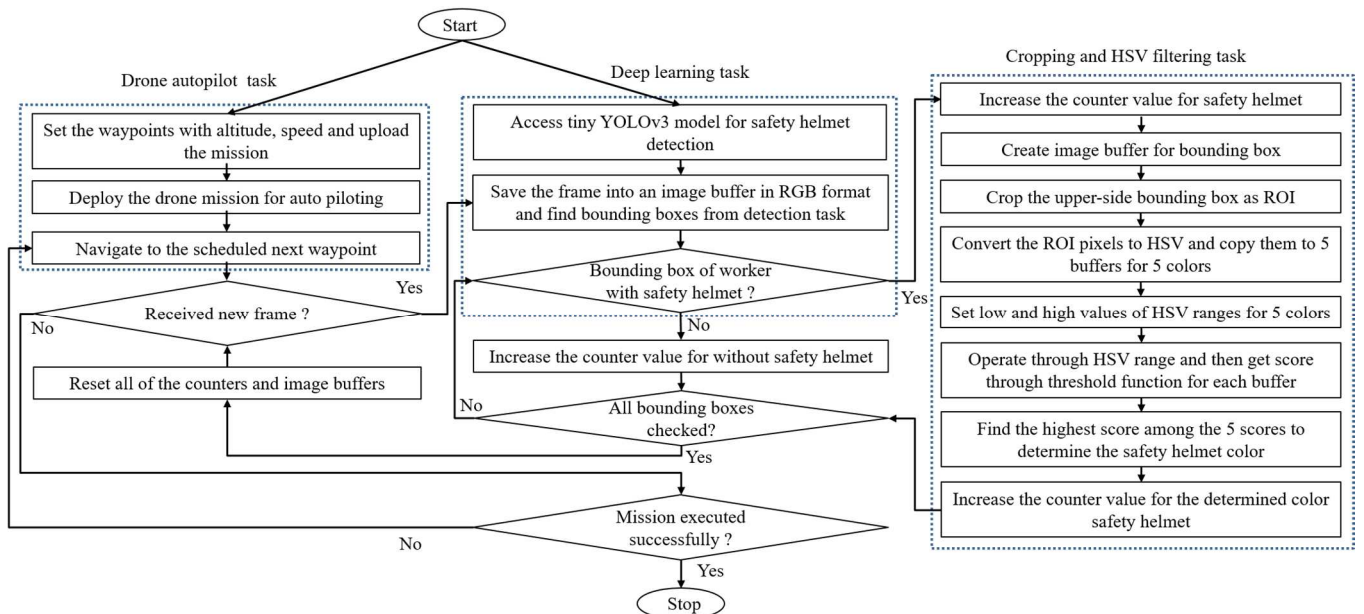 Start
Drone autopilot task
Set the waypoints with altitude, speed and upload
the mission
Deploy the drone mission for auto piloting
Navigate to the scheduled next waypoint
Yes
Received new frame ?
No
Reset all of the counters and image buffers
Deep learning task
Access tiny YOLOv3 model for safety helmet
detection
Save the frame into an image buffer in RGB format
and find bounding boxes from detection task
Bounding box of worker
with safety helmet ?
Yes
No
Increase the counter value for without safety helmet
No
All bounding boxes
checked?
Yes
Mission executed
successfully ?
No
Yes
Stop
Cropping and HSV filtering task
Increase the counter value for safety helmet
Create image buffer for bounding box
Crop the upper-side bounding box as ROI
Convert the ROI pixels to HSV and copy them to 5
buffers for 5 colors
Set low and high values of HSV ranges for 5 colors
Operate through HSV range and then get score
through threshold function for each buffer
Find the highest score among the 5 scores to
determine the safety helmet color
Increase the counter value for the determined color
safety helmet